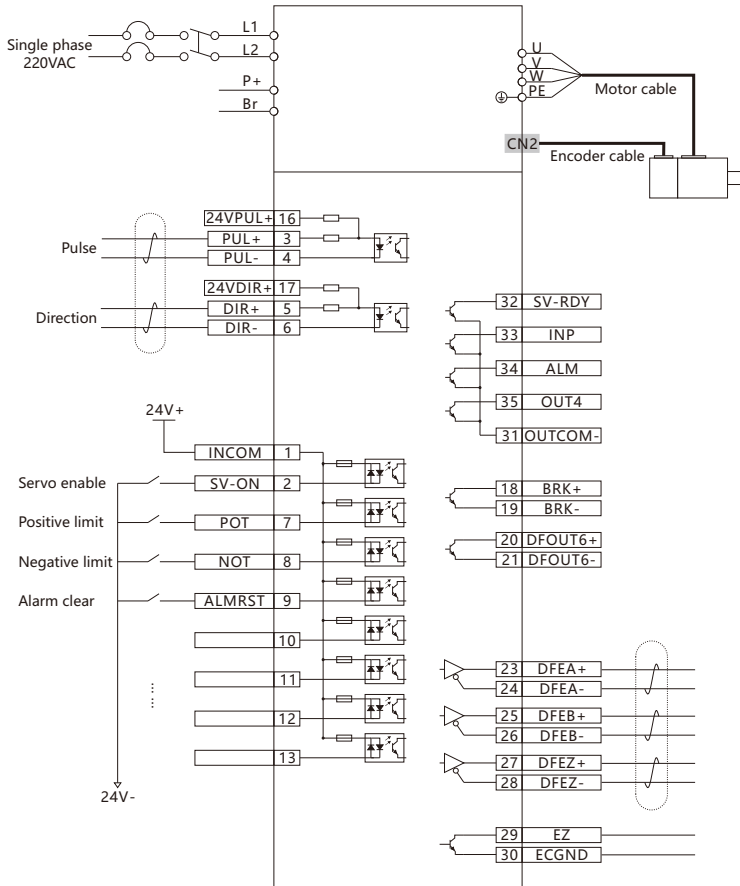 Single phase
220VAC
L1
L2
P+
Br
U
V
W
PE
Motor cable
CN2
Encoder cable
24VPUL+ 16
Pulse
PUL+ 3
PUL- 4
24VDIR+ 17
Direction
DIR+ 5
DIR- 6
32 SV-RDY
33 INP
34 ALM
35 OUT4
31 OUTCOM-
24V+
INCOM 1
Servo enable
SV-ON 2
Positive limit
POT 7
Negative limit
NOT 8
Alarm clear
ALMRST 9
10
11
12
13
24V-
18 BRK+
19 BRK-
20 DFOUT6+
21 DFOUT6-
23 DFEA+
24 DFEA-
25 DFEB+
26 DFEB-
27 DFEZ+
28 DFEZ-
29 EZ
30 ECGND